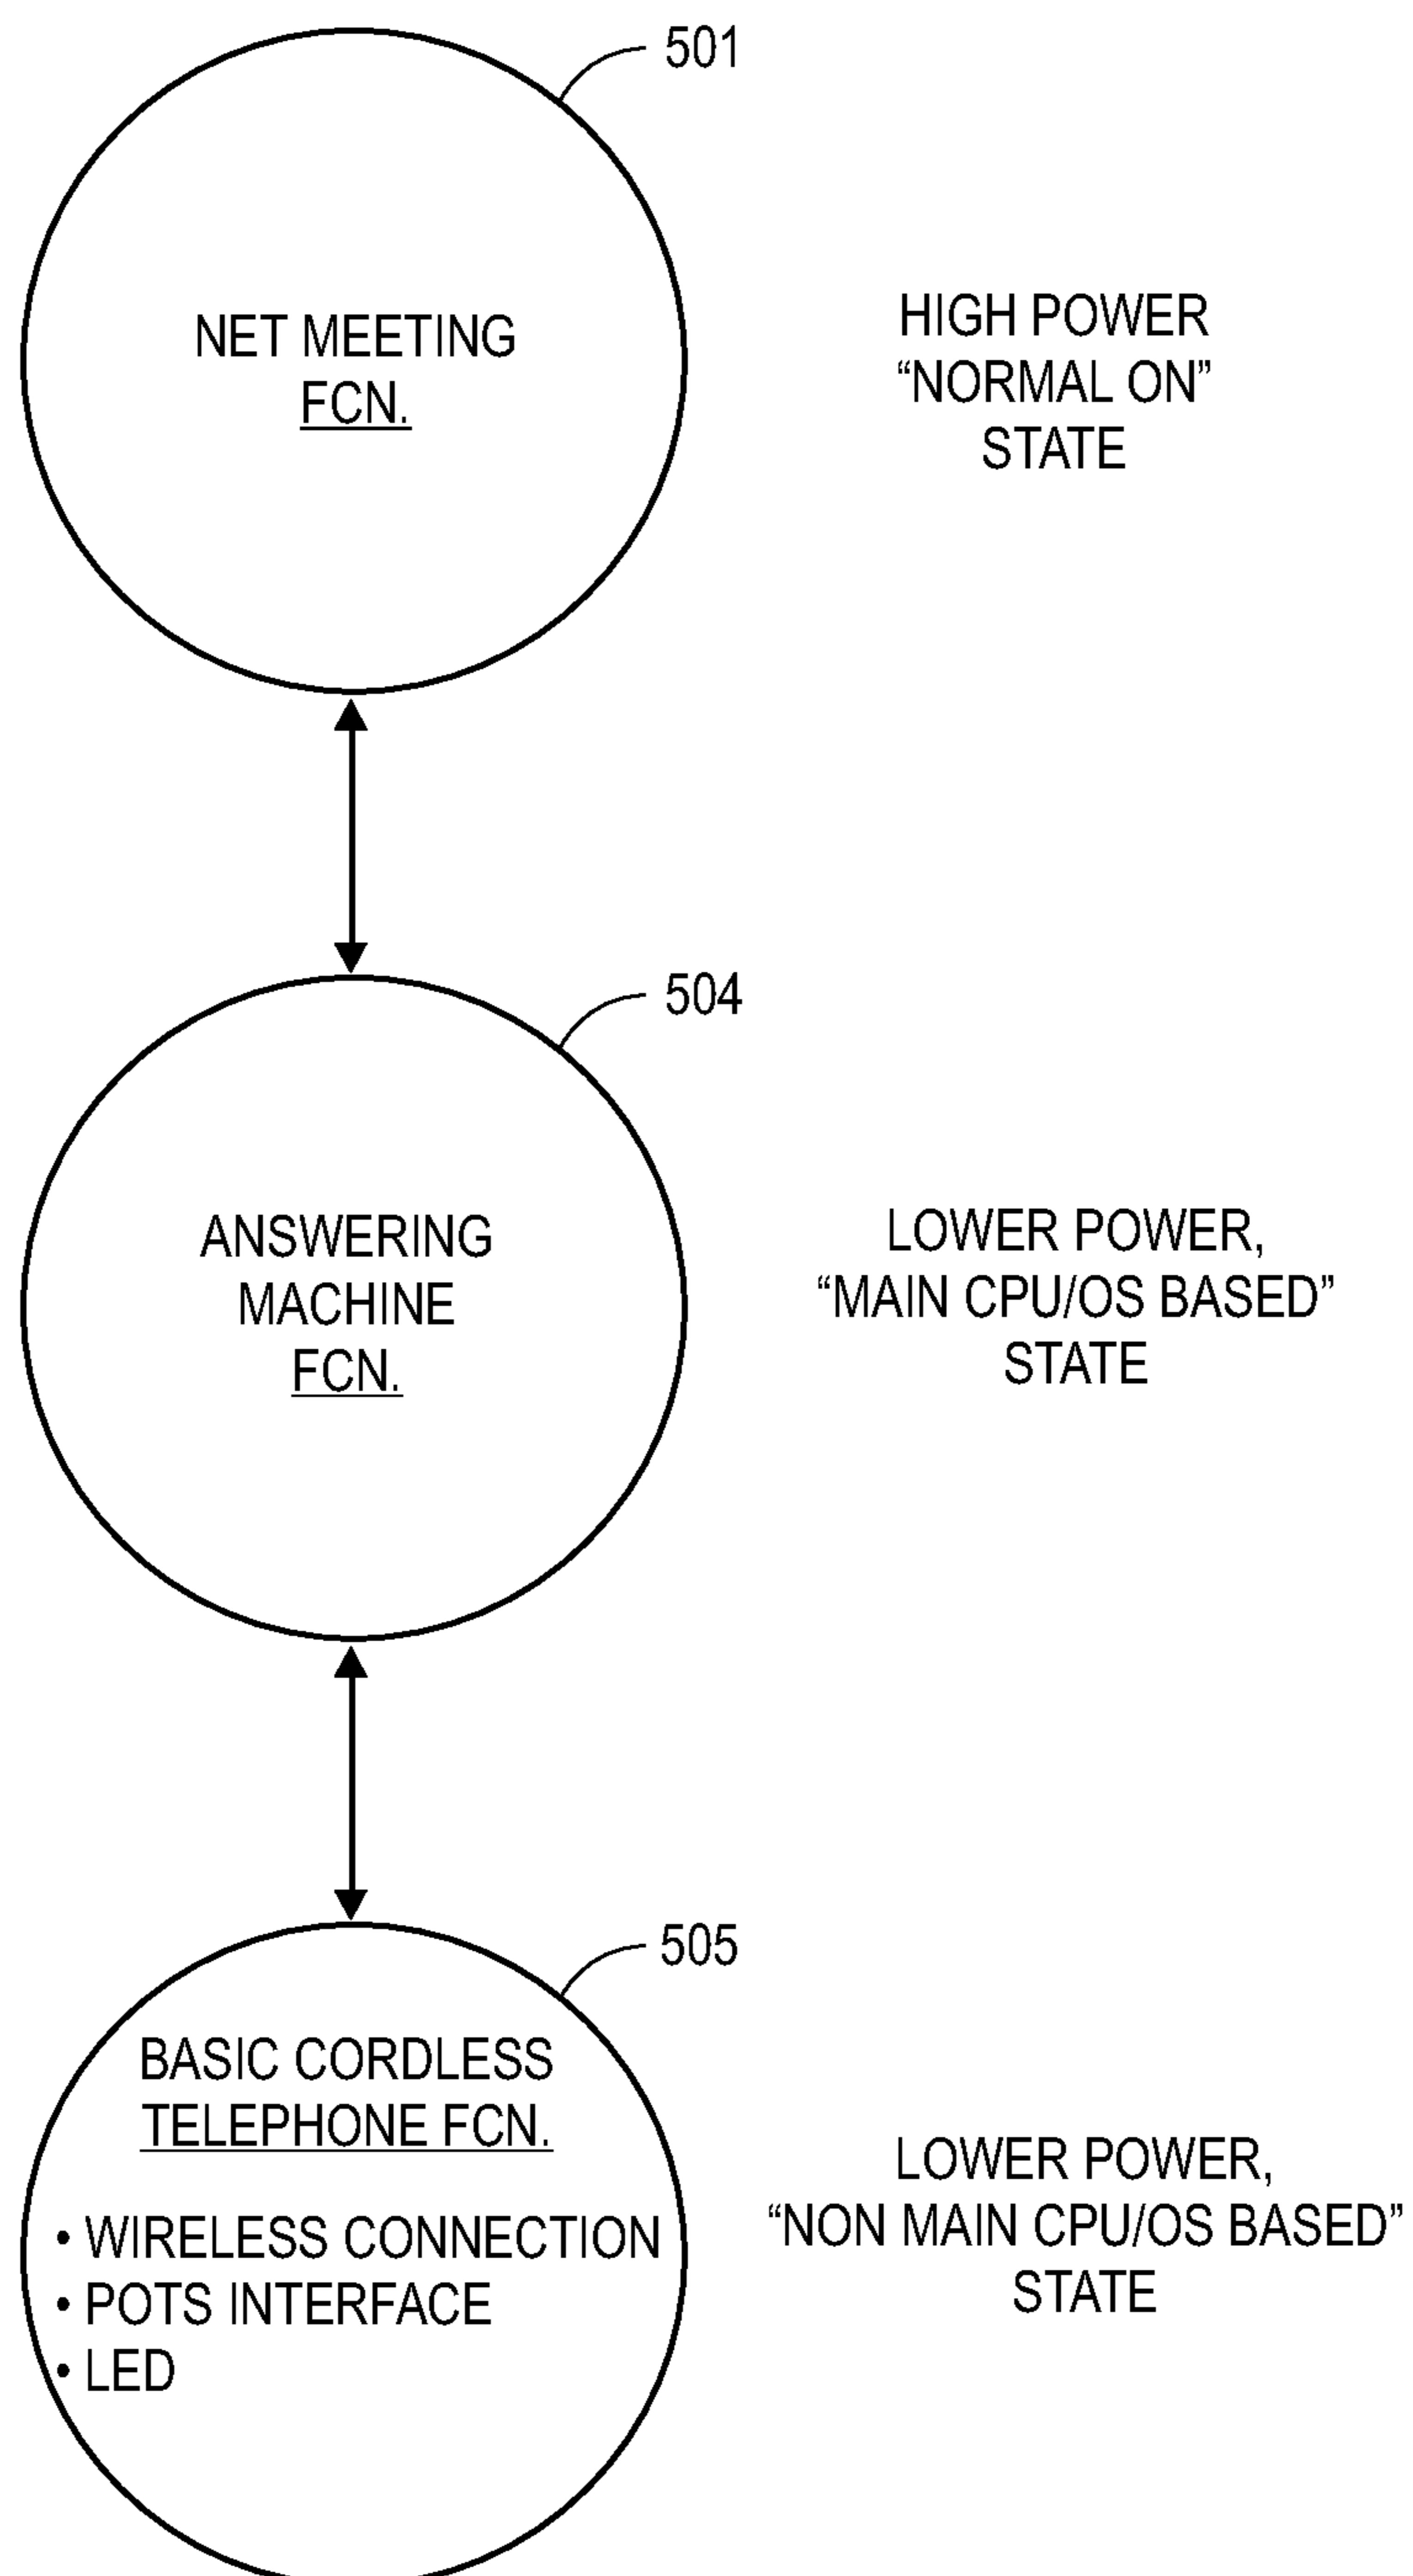 501
NET MEETING
FCN.
HIGH POWER
“NORMAL ON”
STATE
504
ANSWERING
MACHINE
FCN.
LOWER POWER,
“MAIN CPU/OS BASED”
STATE
505
BASIC CORDLESS
TELEPHONE FCN.
• WIRELESS CONNECTION
• POTS INTERFACE
• LED
LOWER POWER,
“NON MAIN CPU/OS BASED”
STATE